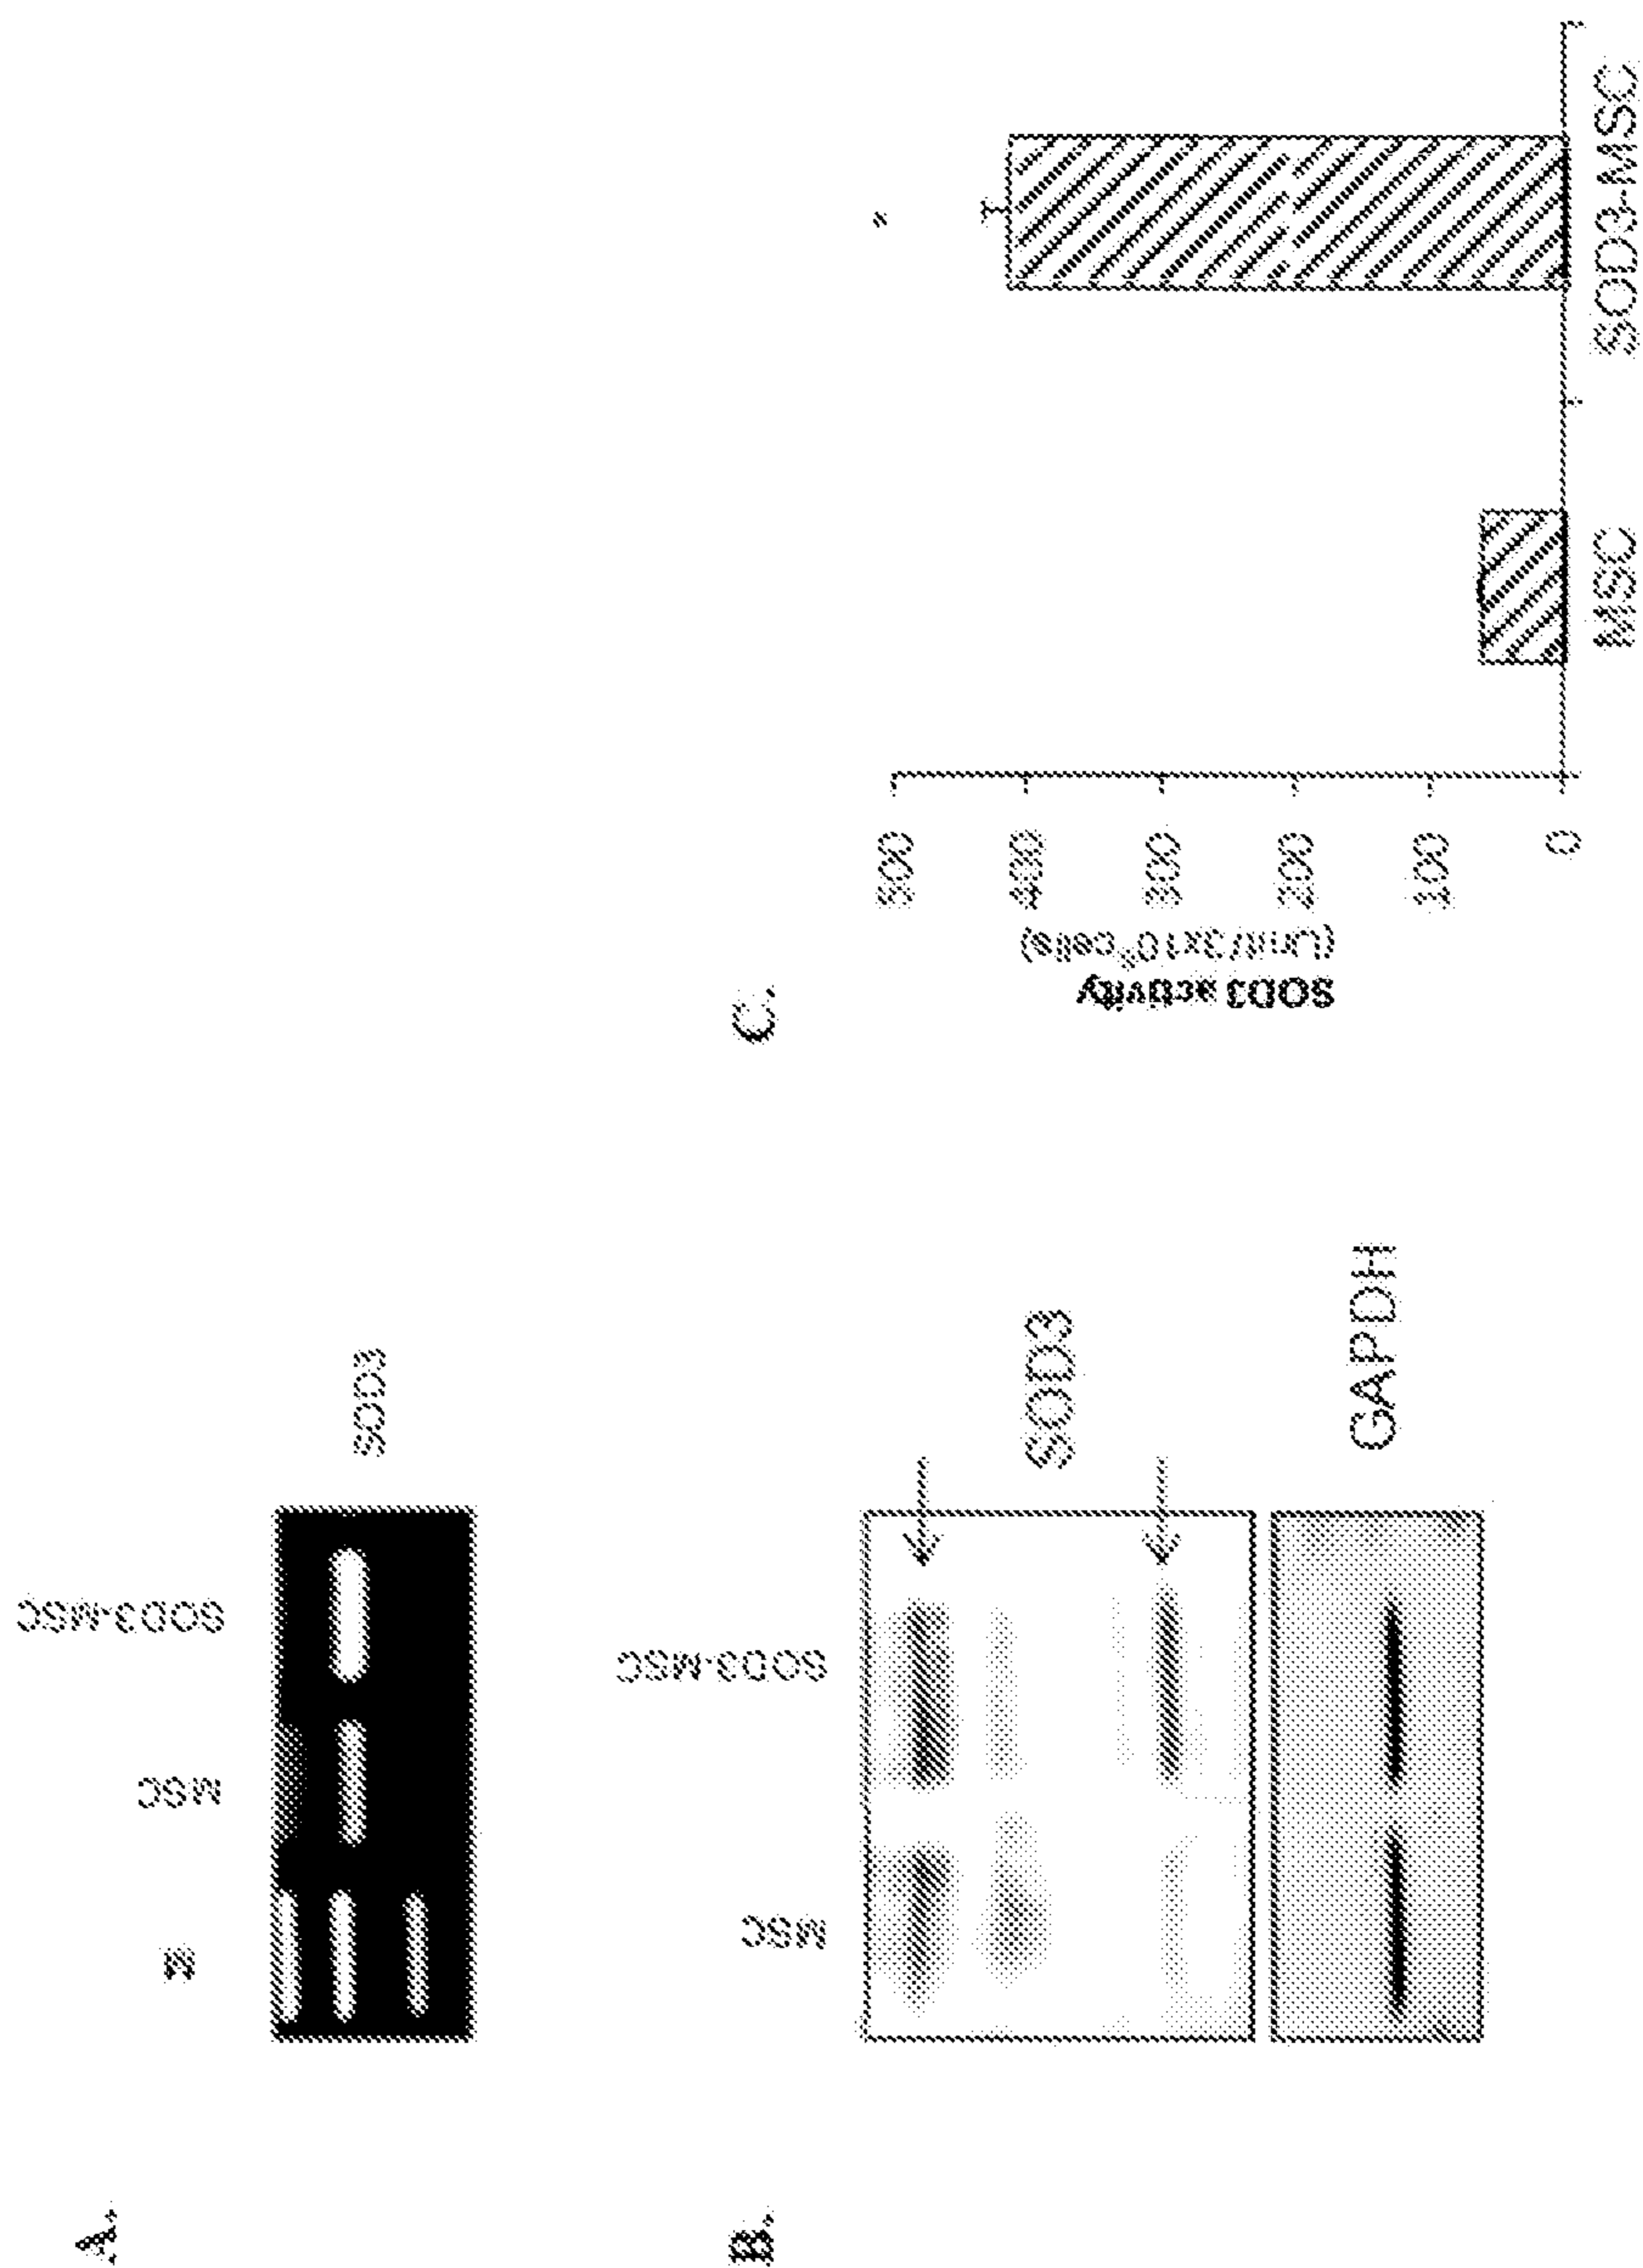 A.
M
MSC
SOD3-MSC
SOD3
B.
MSC
SOD3-MSC
SOD3
GAPDH
C.
SOD3 activity
500
400
300
200
100
0
*
MSC
SOD3-MSC